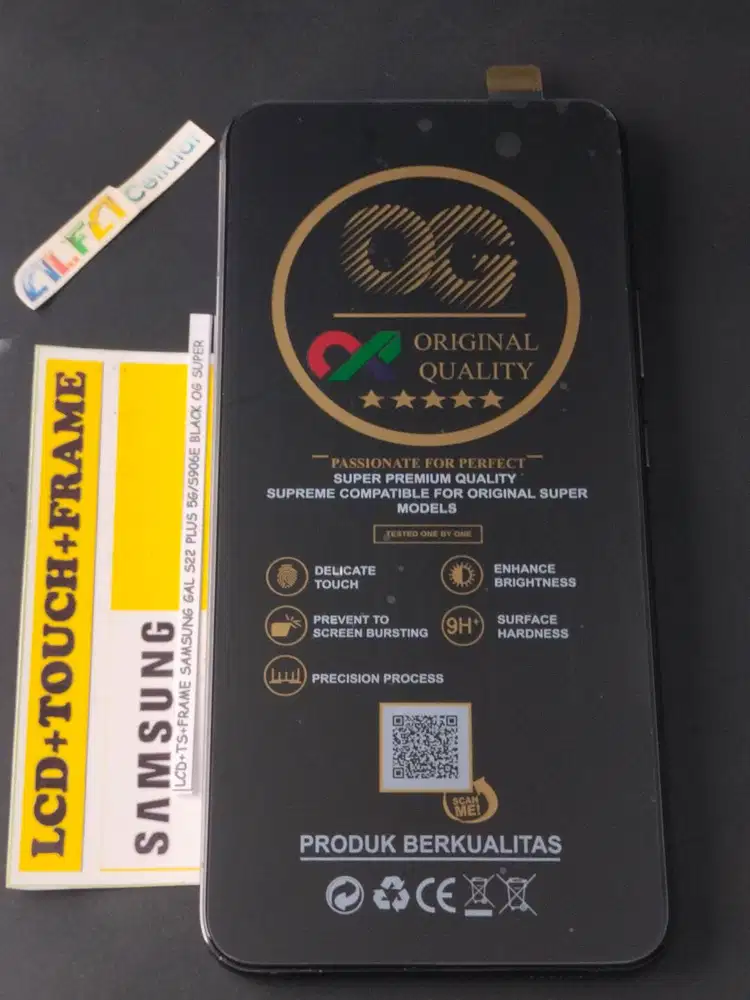 ALFA Cellular
LCD+TOUCH+FRAME
SAMSUNG
LCD+TS+FRAME SAMSUNG GAL S22 PLUS 5G/S906E BLACK OG SUPER
OG
ORIGINAL
QUALITY
PASSIONATE FOR PERFECT
SUPER PREMIUM QUALITY
SUPREME COMPATIBLE FOR ORIGINAL SUPER
MODELS
TESTED ONE BY ONE
DELICATE
TOUCH
ENHANCE
BRIGHTNESS
PREVENT TO
SCREEN BURSTING
9H+
SURFACE
HARDNESS
PRECISION PROCESS
SCAN
ME!
PRODUK BERKUALITAS
CE